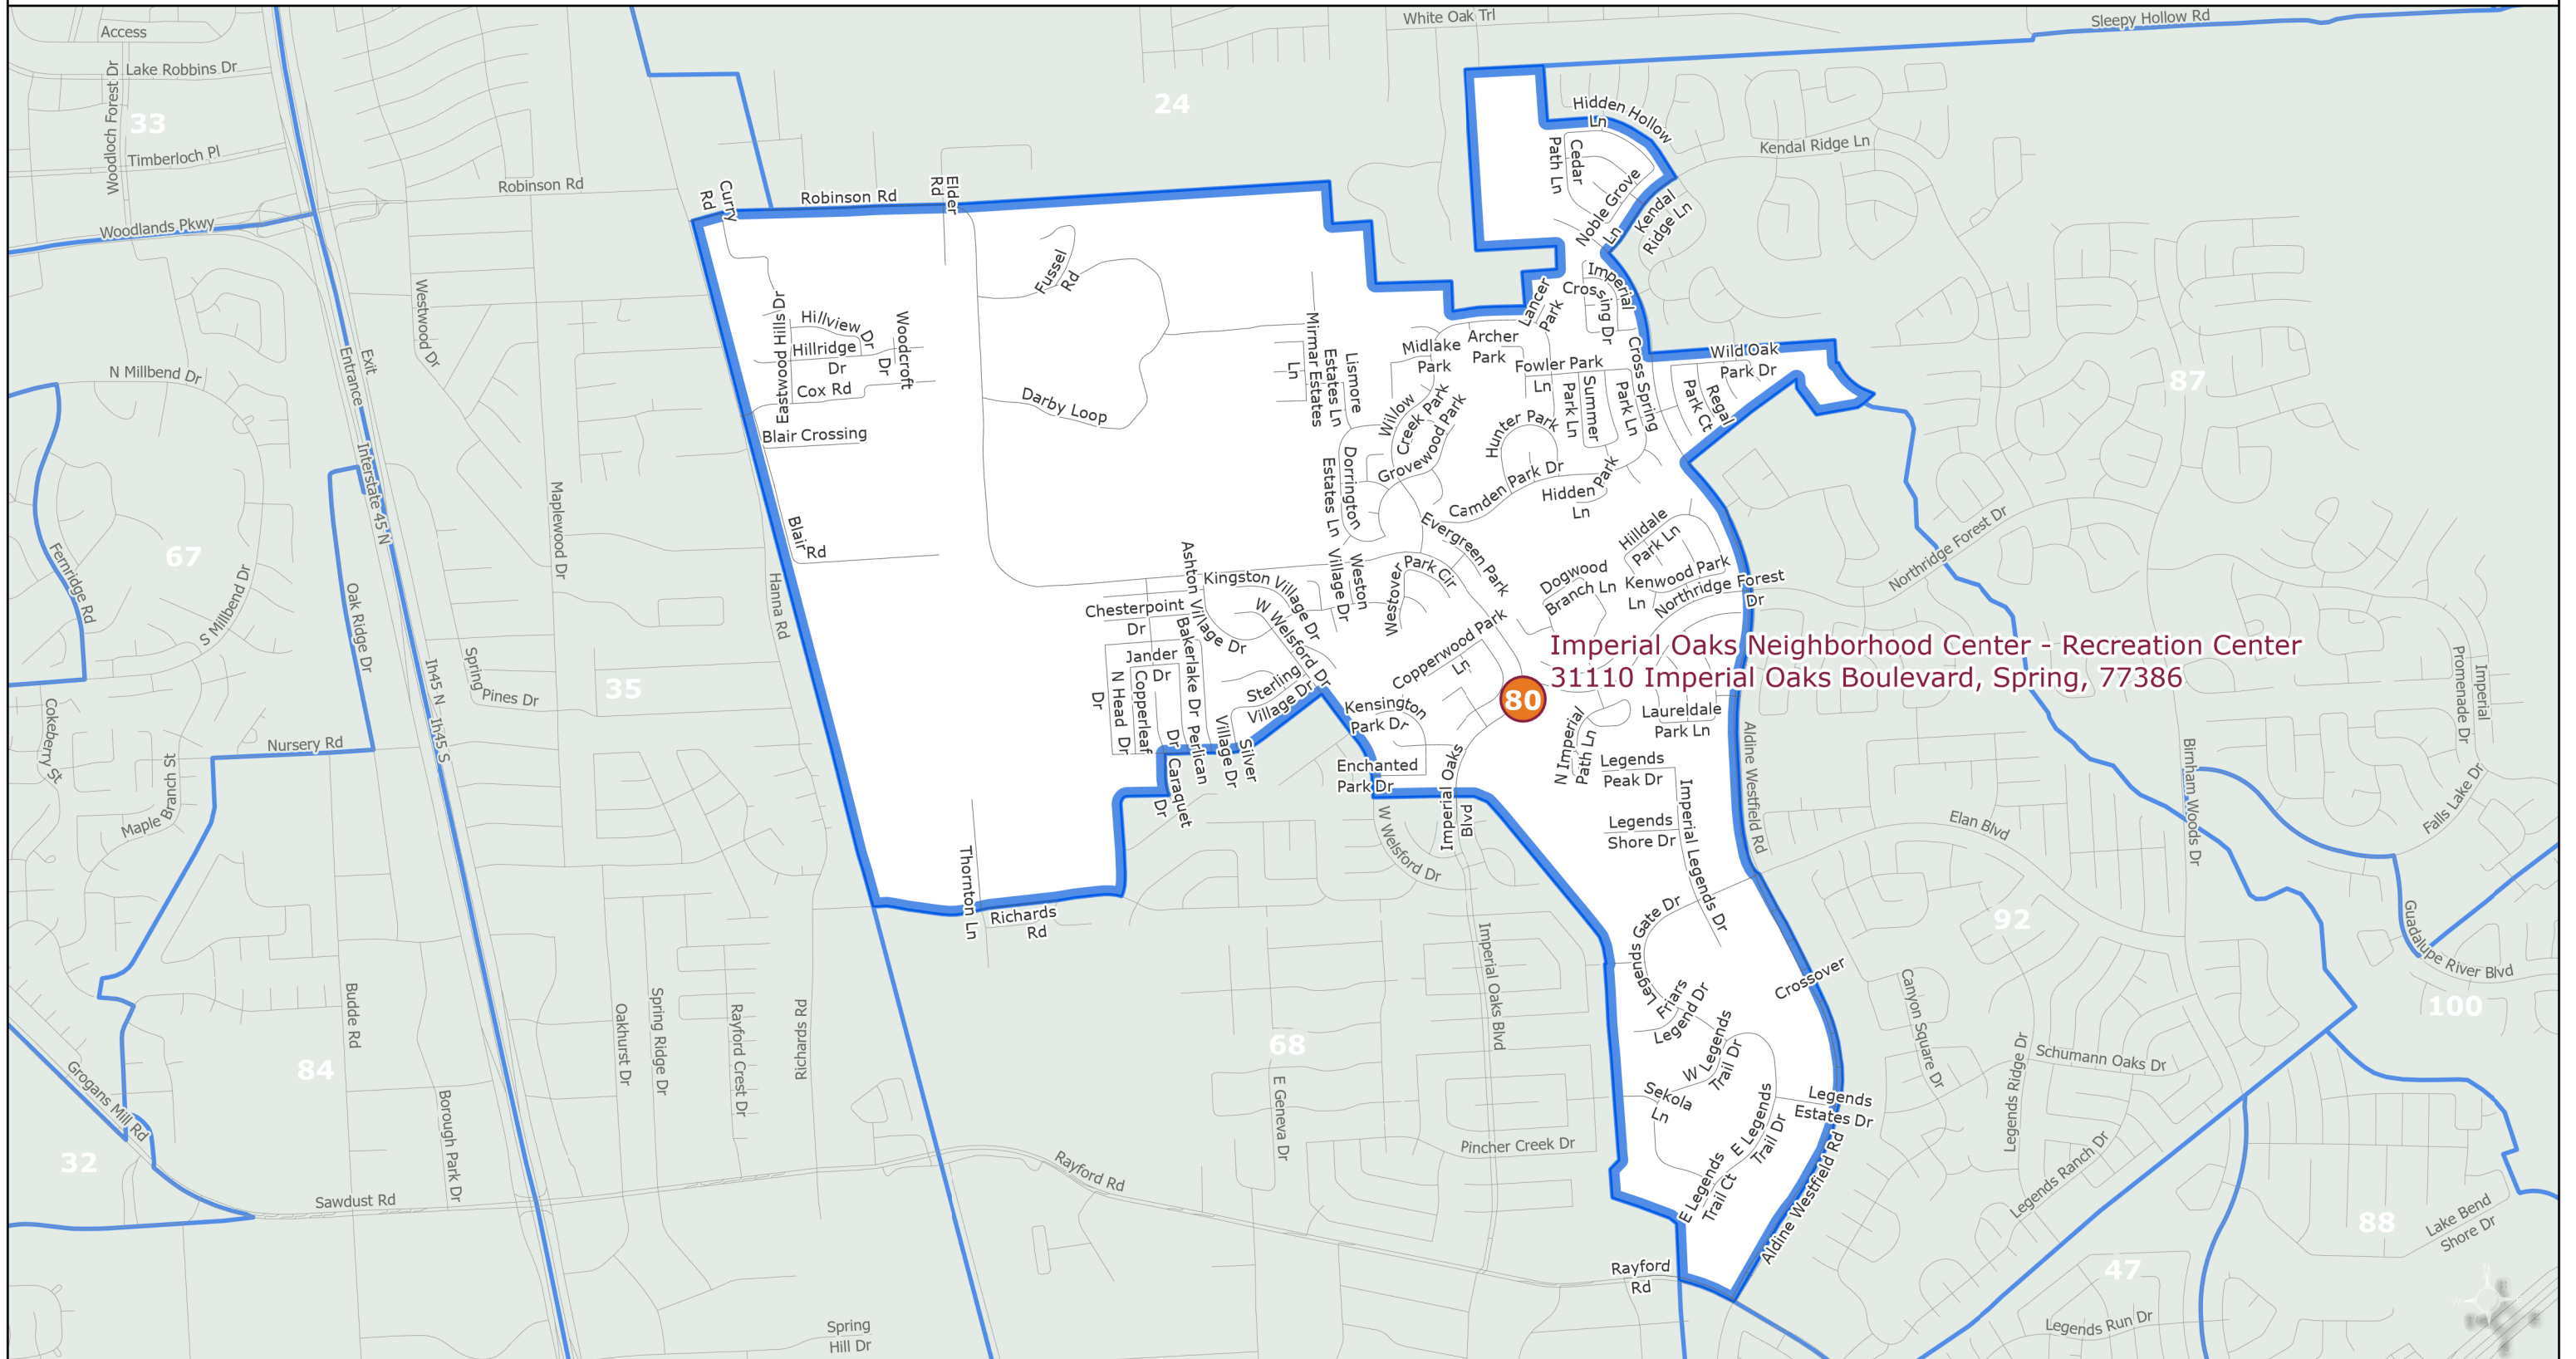 White Oak Trl
Sleepy Hollow Rd
Access
Lake Robbins Dr
Woodloch Forest Dr
33
24
Timberloch Pl
Hidden Hollow
Ln
Kendal Ridge Ln
Cedar
Path Ln
Noble Grove
Ln
Kendal
Ridge Ln
Robinson Rd
Curry
Rd
Robinson Rd
Elder
Rd
Woodlands Pkwy
Westwood Dr
Fussel
Rd
Imperial
Crossing Dr
Lancer
Park
Eastwood Hills Dr
Hillview Dr
Hillridge
Dr
Woodcroft
Dr
Cox Rd
Blair Crossing
Darby Loop
Mirmar Estates
Ln
Lismore
Estates Ln
Midlake
Park
Archer
Park
Fowler Park
Ln
Cross Spring
Park Ln
Summer
Park Ln
Wild Oak
Park Dr
Regal
Park Ct
87
Willow
Creek Park
Grovewood Park
Hunter Park
Camden Park Dr
Hidden Park
Ln
Dorrington
Estates Ln
N Millbend Dr
Exit
Entrance
Interstate 45 N
Maplewood Dr
67
Fernridge Rd
S Millbend Dr
Oak Ridge Dr
Blair
Rd
Hanna Rd
Evergreen Park
Hilldale
Park Ln
Dogwood
Branch Ln
Kenwood Park
Ln
Northridge Forest
Dr
Northridge Forest Dr
Ashton Village Dr
Kingston Village Dr
Weston
Village Dr
Westover
Park Cir
Chesterpoint
Dr
W Welsford Dr
Jander
Dr
Bakerlake Dr
N Head Dr
Dr
Copperleaf
Dr
Perlican
Sterling
Village Dr
Silver
Village Dr
Caraquet
Dr
Copperwood Park
Ln
Kensington
Park Dr
Enchanted
Park Dr
Imperial Oaks
Blvd
Imperial Oaks Neighborhood Center - Recreation Center
31110 Imperial Oaks Boulevard, Spring, 77386
80
35
Spring
Pines Dr
Ih45 N
Ih45 S
Cokeberry St
Nursery Rd
Maple Branch St
Laureldale
Park Ln
N Imperial
Path Ln
Legends
Peak Dr
Legends
Shore Dr
Imperial Legends Dr
Aldine Westfield Rd
Imperial
Promenade Dr
Birnham Woods Dr
Falls Lake Dr
Elan Blvd
W Welsford Dr
Thornton Ln
Richards
Rd
Legends Gate Dr
Legends
92
Guadalupe River Blvd
100
Crossover
Friars
Legend Dr
W Legends
Trail Dr
Sekola
Ln
E Legends
Trail Dr
E Legends
Trail Ct
Legends
Estates Dr
Aldine Westfield Rd
Canyon Square Dr
Legends Ridge Dr
Schumann Oaks Dr
Imperial Oaks Blvd
68
E Geneva Dr
Pincher Creek Dr
84
Budde Rd
Borough Park Dr
Oakhurst Dr
Spring Ridge Dr
Rayford Crest Dr
Richards Rd
Grogans Mill Rd
32
Sawdust Rd
Rayford Rd
Rayford
Rd
Legends Ranch Dr
88
Lake Bend
Shore Dr
47
Legends Run Dr
Spring
Hill Dr